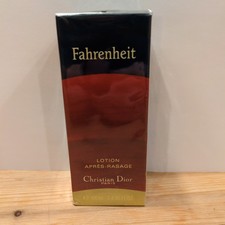 Fahrenheit
LOTION
APRÈS-RASAGE
Christian Dior
PARIS